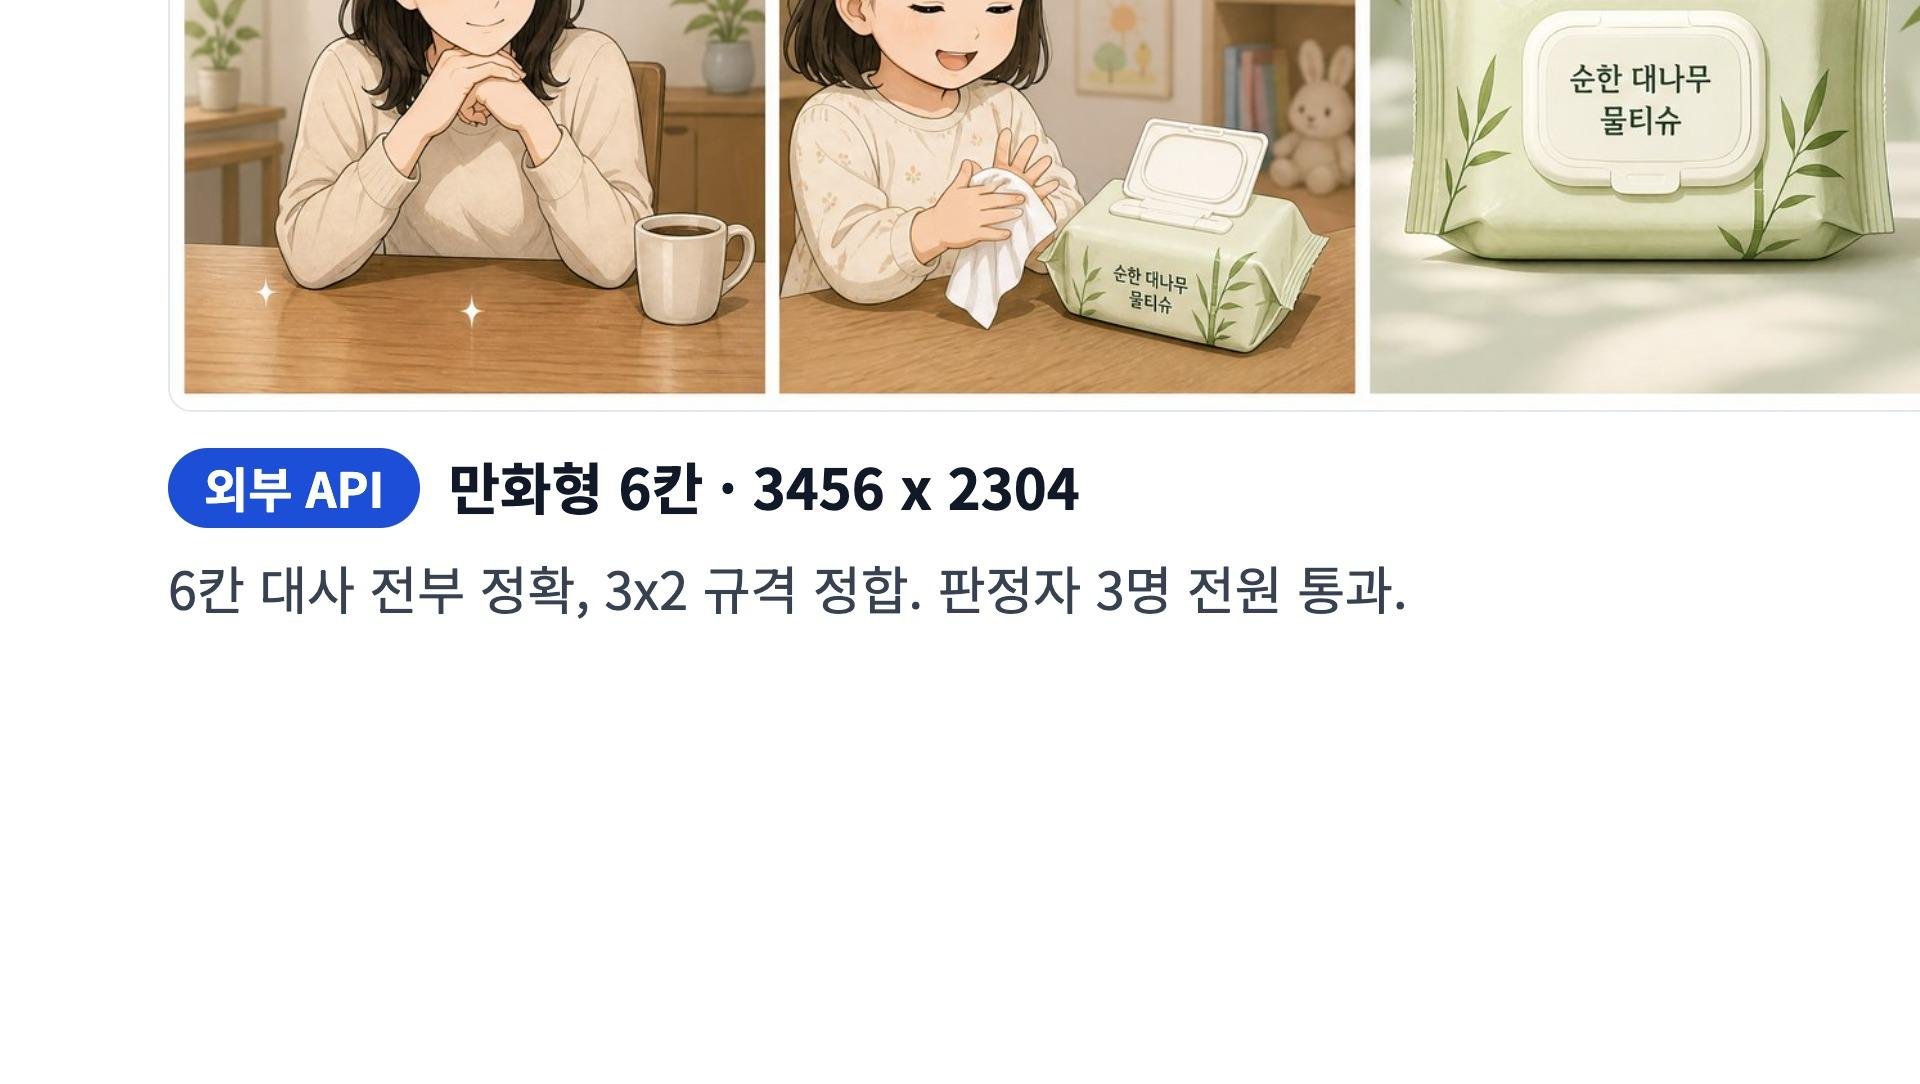 순한 대나무
물티슈
순한 대나무
물티슈
외부 API 만화형 6칸 · 3456 x 2304
6칸 대사 전부 정확, 3x2 규격 정합. 판정자 3명 전원 통과.